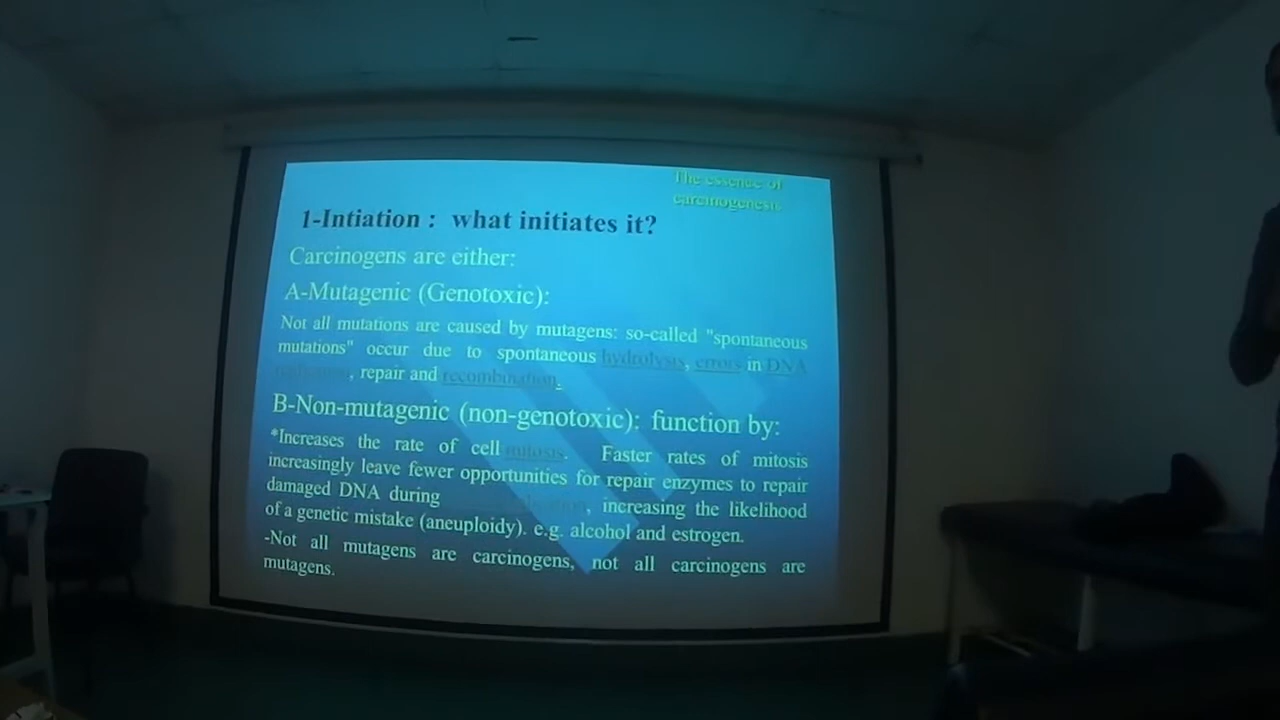 The essence of
carcinogenesis
1-Intiation : what initiates it?
Carcinogens are either:
A-Mutagenic (Genotoxic):
Not all mutations are caused by mutagens: so-called "spontaneous
mutations" occur due to spontaneous hydrolysis, errors in DNA
, repair and recombination.
B-Non-mutagenic (non-genotoxic): function by:
*Increases the rate of cell mitosis. Faster rates of mitosis
increasingly leave fewer opportunities for repair enzymes to repair
damaged DNA during , increasing the likelihood
of a genetic mistake (aneuploidy). e.g. alcohol and estrogen.
-Not all mutagens are carcinogens, not all carcinogens are
mutagens.